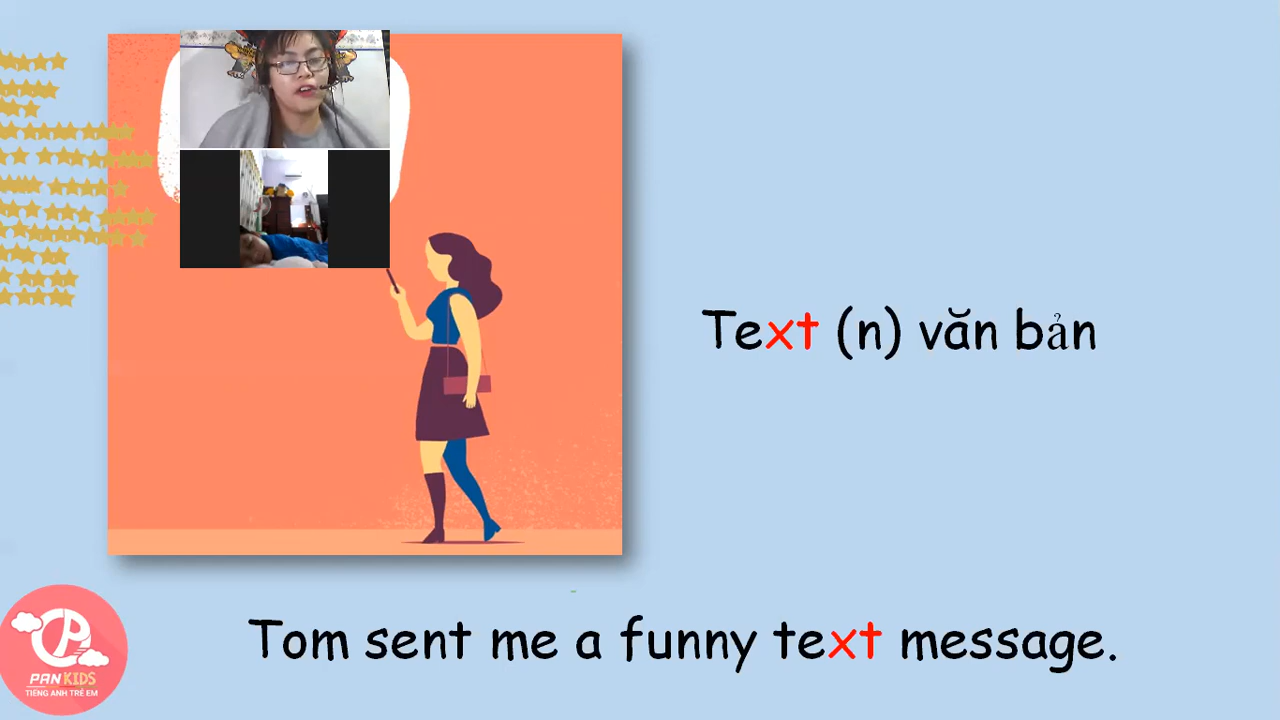 Text (n) văn bản
Tom sent me a funny text message.
PAN KIDS
TIẾNG ANH TRẺ EM